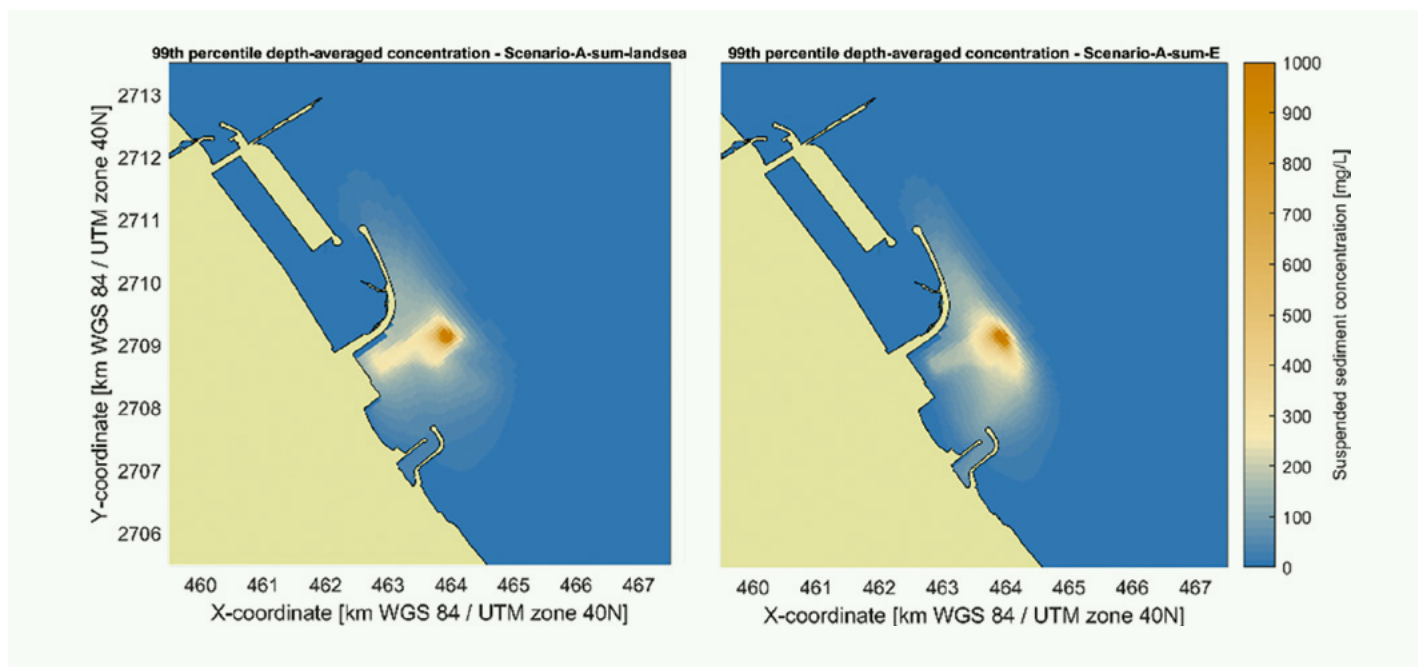 99th percentile depth-averaged concentration - Scenario-A-sum-landsea
2713
2712
2711
2710
2709
2708
2707
2706
Y-coordinate [km WGS 84 / UTM zone 40N]
460 461 462 463 464 465 466 467
X-coordinate [km WGS 84 / UTM zone 40N]
99th percentile depth-averaged concentration - Scenario-A-sum-E
460 461 462 463 464 465 466 467
X-coordinate [km WGS 84 / UTM zone 40N]
1000
900
800
700
600
500
400
300
200
100
0
Suspended sediment concentration [mg/L]